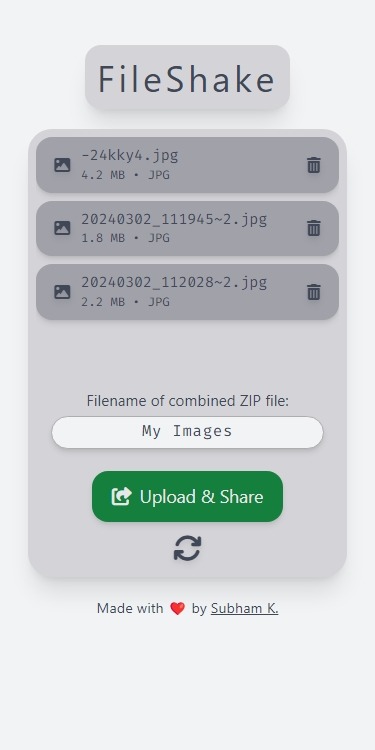 FileShake
-24kky4.jpg
4.2 MB • JPG
20240302_111945~2.jpg
1.8 MB • JPG
20240302_112028~2.jpg
2.2 MB • JPG
Filename of combined ZIP file:
My Images
Upload & Share
Made with ❤️ by Subham K.